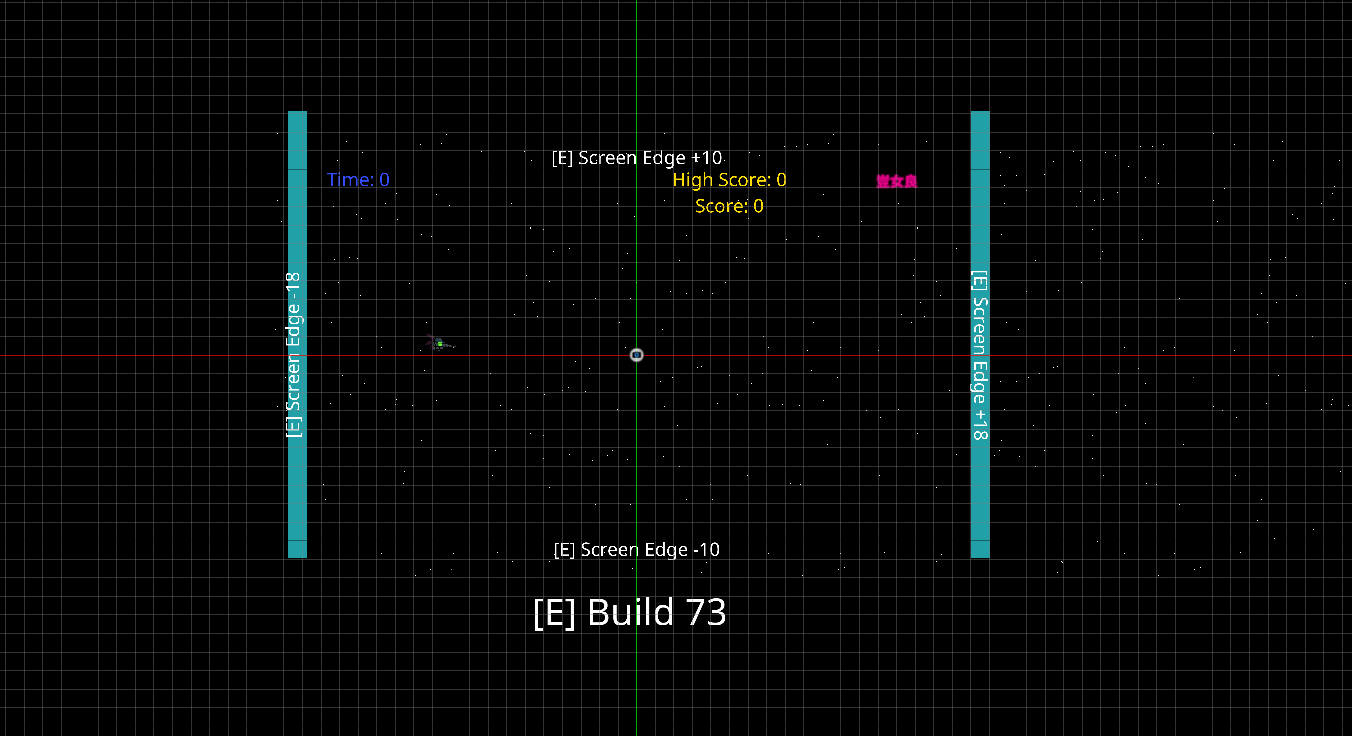 [E] Screen Edge +10
Time: 0
High Score: 0
Score: 0
[E] Screen Edge -18
[E] Screen Edge +18
[E] Screen Edge -10
[E] Build 73